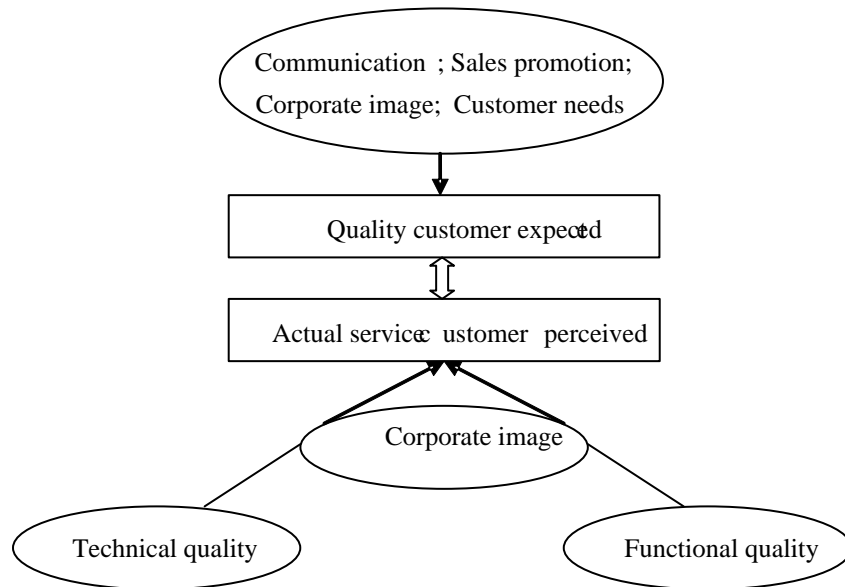 Communication ; Sales promotion;
Corporate image; Customer needs
Quality customer expected
Actual service customer perceived
Corporate image
Technical quality
Functional quality